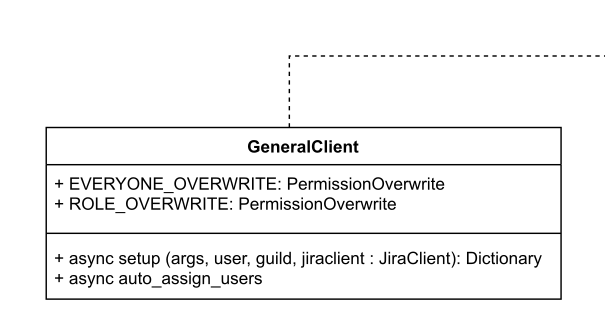 GeneralClient
+ EVERYONE_OVERWRITE: PermissionOverwrite
+ ROLE_OVERWRITE: PermissionOverwrite
+ async setup (args, user, guild, jiraclient : JiraClient): Dictionary
+ async auto_assign_users